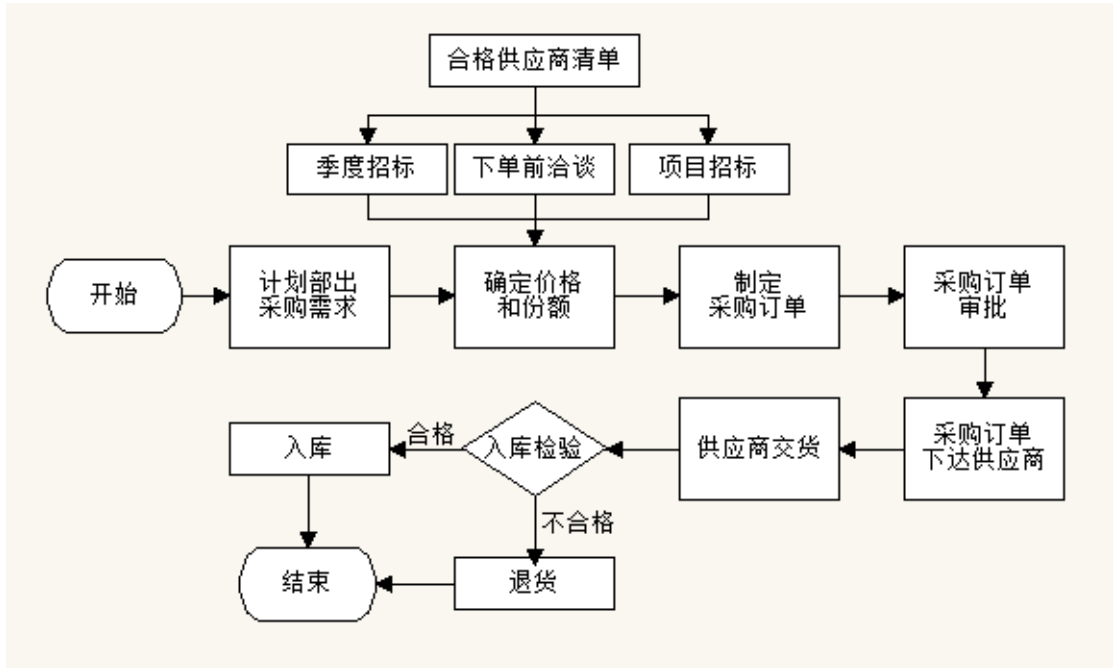 合格供应商清单
季度招标
下单前洽谈
项目招标
开始
计划部出
采购需求
确定价格
和份额
制定
采购订单
采购订单
审批
入库
合格
入库检验
供应商交货
采购订单
下达供应商
不合格
结束
退货